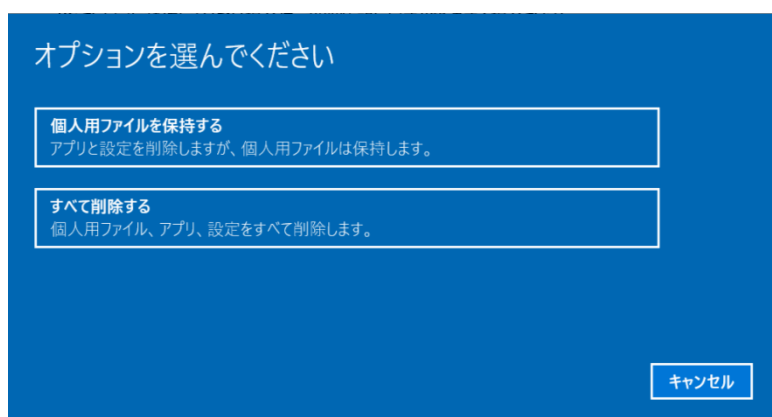 オプションを選んでください
個人用ファイルを保持する
アプリと設定を削除しますが、個人用ファイルは保持します。
すべて削除する
個人用ファイル、アプリ、設定をすべて削除します。
キャンセル